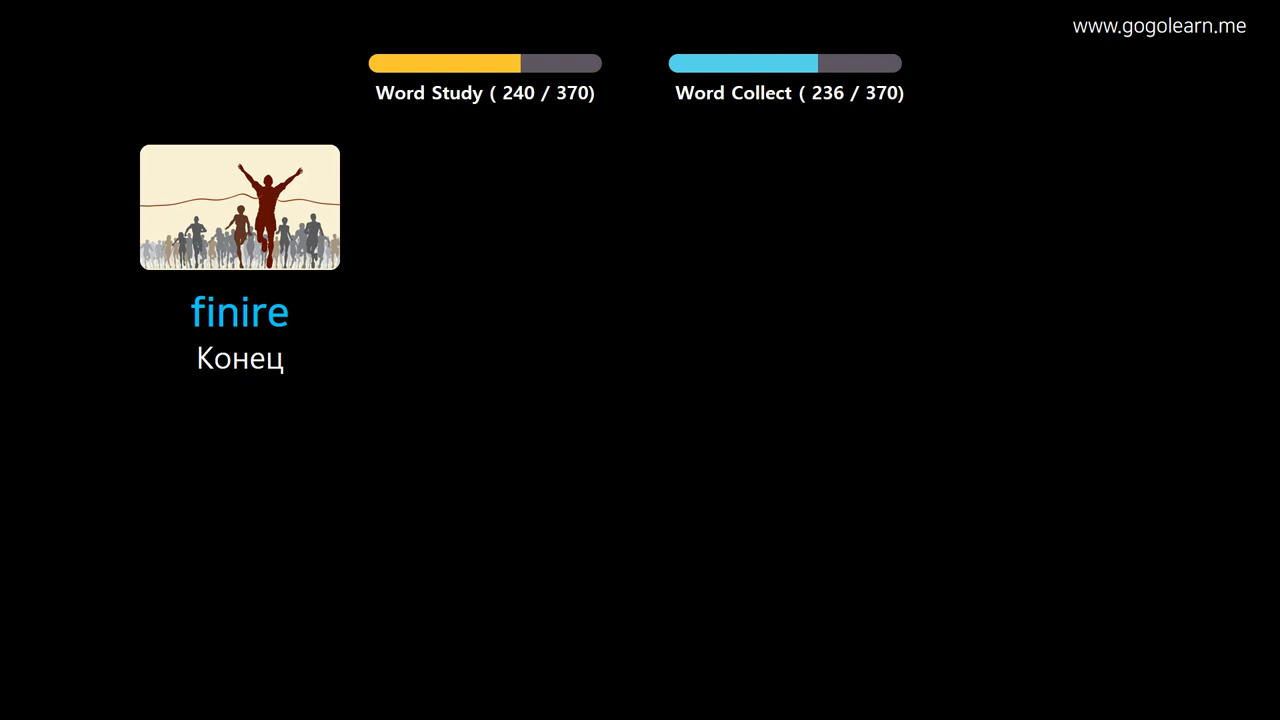 www.gogolearn.me
Word Study ( 240 / 370)
Word Collect ( 236 / 370)
finire
Конец